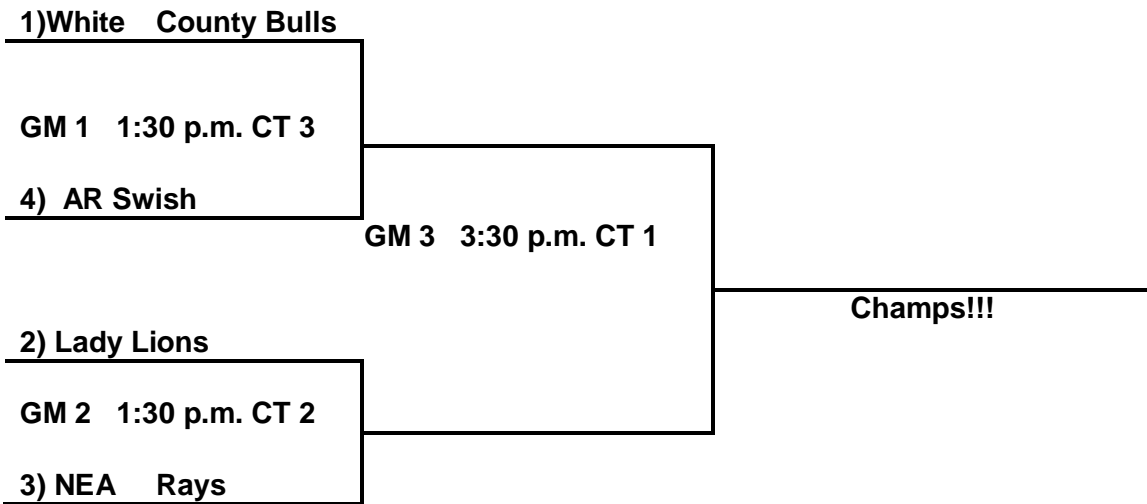 1)White County Bulls
GM 1 1:30 p.m. CT 3
4) AR Swish
GM 3 3:30 p.m. CT 1
Champs!!!
2) Lady Lions
GM 2 1:30 p.m. CT 2
3) NEA Rays